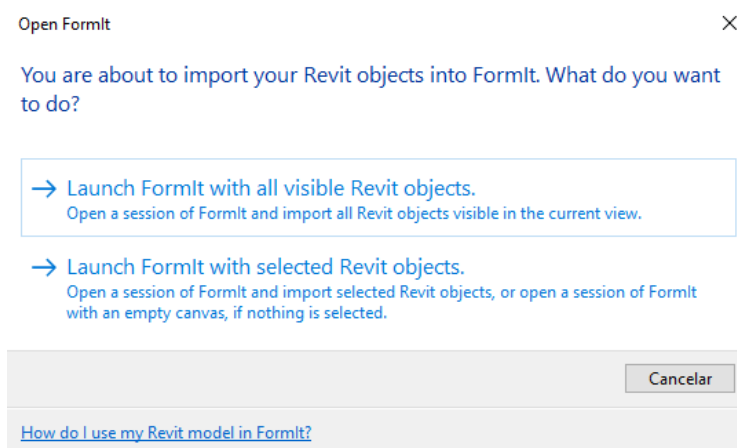 Open FormIt
You are about to import your Revit objects into FormIt. What do you want
to do?
Launch FormIt with all visible Revit objects.
Open a session of FormIt and import all Revit objects visible in the current view.
Launch FormIt with selected Revit objects.
Open a session of FormIt and import selected Revit objects, or open a session of FormIt
with an empty canvas, if nothing is selected.
Cancelar
How do I use my Revit model in FormIt?